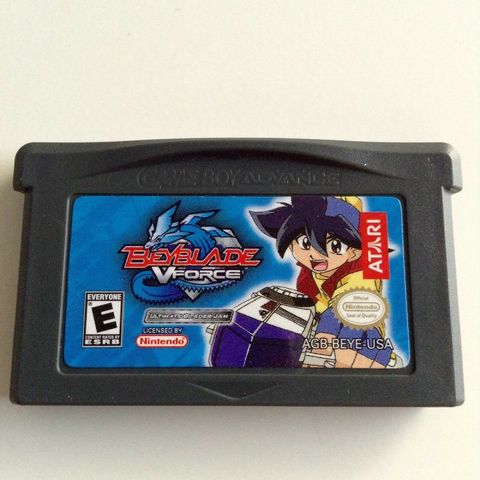 GAME BOY ADVANCE
BEYBLADE
VFORCE
ULTIMATE BLADER JAM
EVERYONE
E
CONTENT RATED BY
ESRB
LICENSED BY
Nintendo
ATARI
Official
Nintendo
Seal of Quality
AGB-BEYE-USA